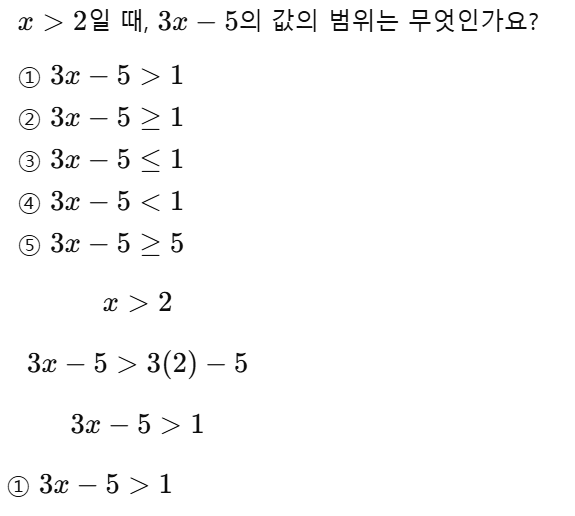 x > 2일 때, 3x − 5의 값의 범위는 무엇인가요?
① 3x − 5 > 1
② 3x − 5 ≥ 1
③ 3x − 5 ≤ 1
④ 3x − 5 < 1
⑤ 3x − 5 ≥ 5
x > 2
3x − 5 > 3(2) − 5
3x − 5 > 1
① 3x − 5 > 1